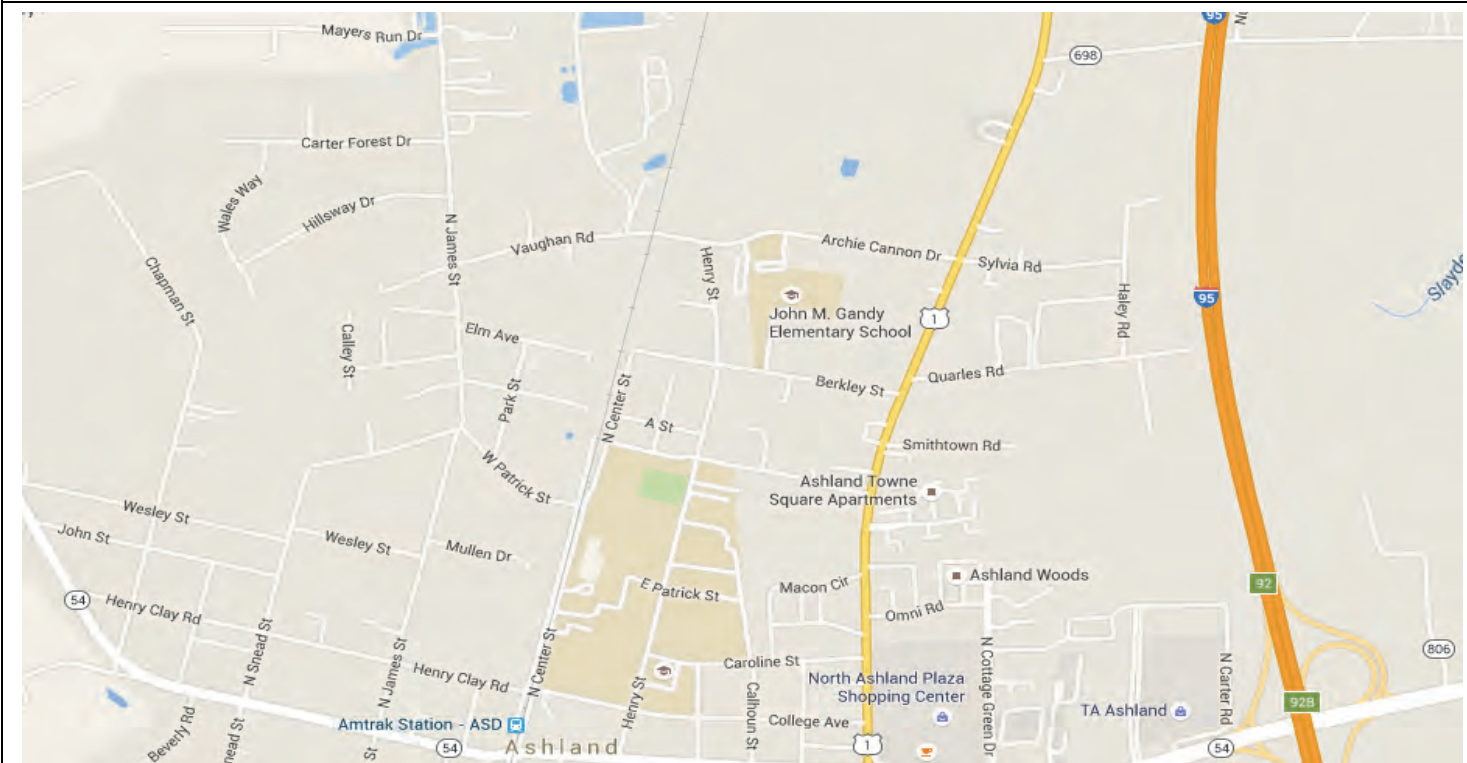 Mayers Run Dr
95
698
Carter Forest Dr
Wales Way
Hillsway Dr
N James St
Vaughan Rd
Henry St
Archie Cannon Dr
Sylvia Rd
Chapman St
Haley Rd
95
Slayde
John M. Gandy
Elementary School
1
Calley St
Elm Ave
Park St
N Center St
Berkley St
Quarles Rd
A St
Smithtown Rd
W Patrick St
Ashland Towne
Square Apartments
Wesley St
John St
Wesley St
Mullen Dr
Ashland Woods
92
54
Henry Clay Rd
E Patrick St
Macon Cir
Omni Rd
N Snead St
N James St
Henry Clay Rd
N Center St
Henry St
Caroline St
Calhoun St
N Cottage Green Dr
N Carter Rd
806
North Ashland Plaza
Shopping Center
TA Ashland
92B
Beverly Rd
nead St
St
Amtrak Station - ASD
54
Ashland
College Ave
1
54